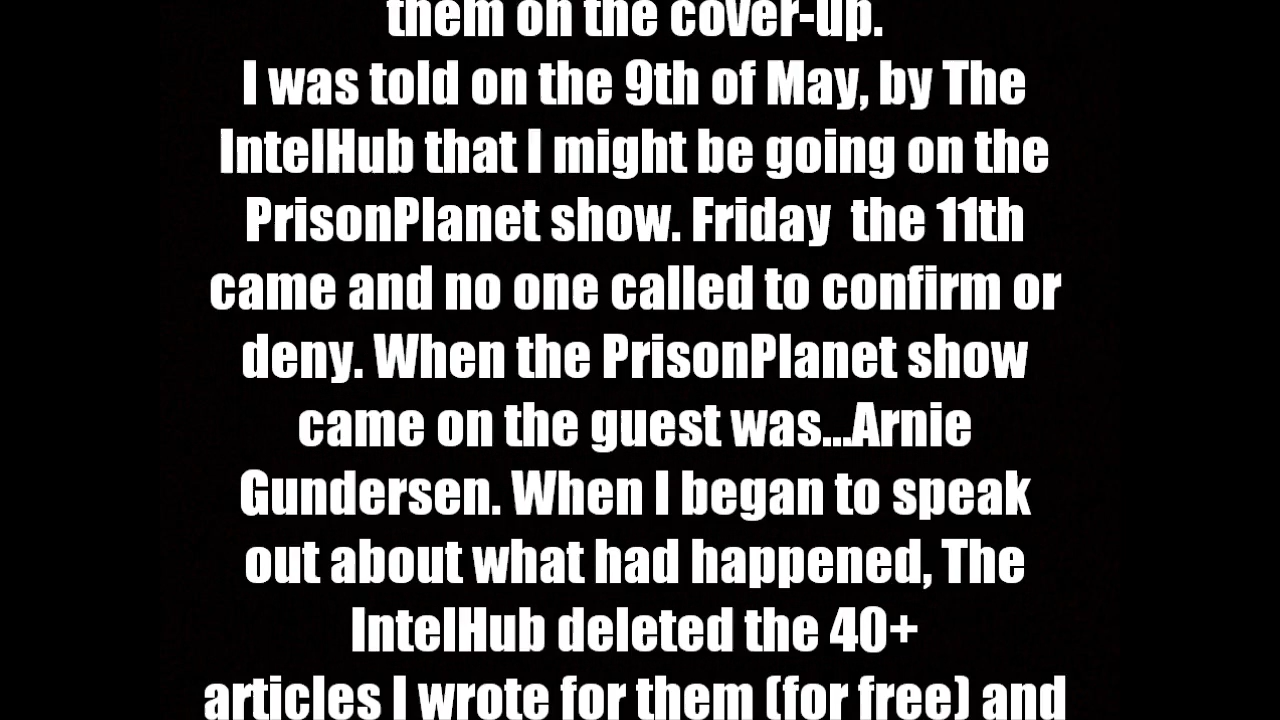 them on the cover-up.
I was told on the 9th of May, by The
IntelHub that I might be going on the
PrisonPlanet show. Friday  the 11th
came and no one called to confirm or
deny. When the PrisonPlanet show
came on the guest was...Arnie
Gundersen. When I began to speak
out about what had happened, The
IntelHub deleted the 40+
articles I wrote for them (for free) and